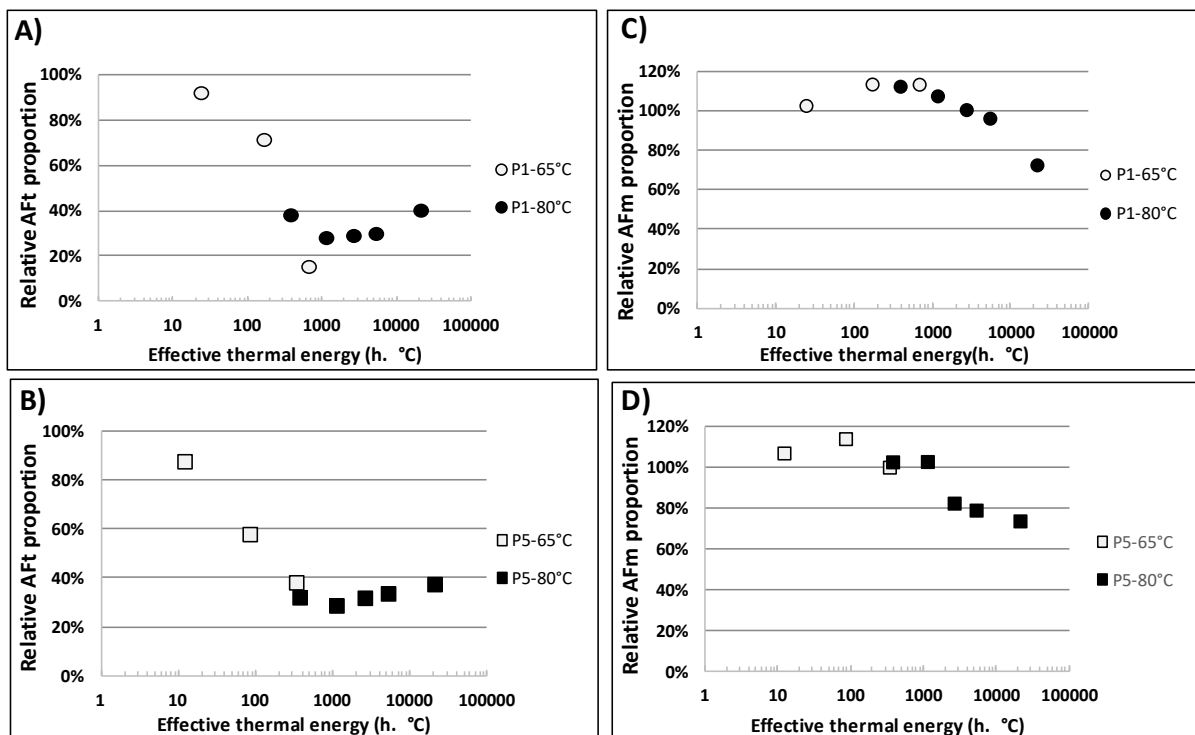 A)
Relative AFt proportion
100%
80%
60%
40%
20%
0%
1 10 100 1000 10000 100000
Effective thermal energy (h. °C)
P1-65°C
P1-80°C
C)
Relative AFm proportion
120%
100%
80%
60%
40%
20%
0%
1 10 100 1000 10000 100000
Effective thermal energy(h. °C)
P1-65°C
P1-80°C
B)
Relative AFt proportion
100%
80%
60%
40%
20%
0%
1 10 100 1000 10000 100000
Effective thermal energy (h. °C)
P5-65°C
P5-80°C
D)
Relative AFm proportion
120%
100%
80%
60%
40%
20%
0%
1 10 100 1000 10000 100000
Effective thermal energy (h. °C)
P5-65°C
P5-80°C